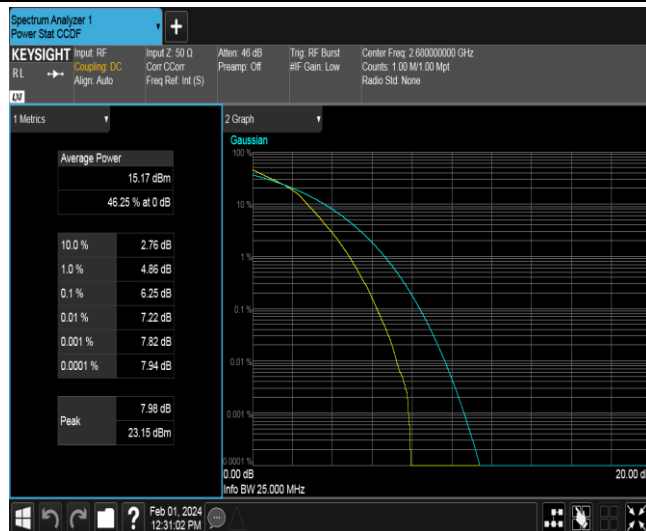 Spectrum Analyzer 1
Power Stat CCDF
+
KEYSIGHT
RL
Input: RF
Coupling: DC
Align: Auto
Input Z: 50 Ω
Corr CCorr
Freq Ref: Int (S)
Atten: 46 dB
Preamp: Off
Trig: RF Burst
#IF Gain: Low
Center Freq: 2.680000000 GHz
Counts: 1.00 M/1.00 Mpt
Radio Std: None
1 Metrics
Average Power
15.17 dBm
46.25 % at 0 dB
10.0 % 2.76 dB
1.0 % 4.86 dB
0.1 % 6.25 dB
0.01 % 7.22 dB
0.001 % 7.82 dB
0.0001 % 7.94 dB
Peak
7.98 dB
23.15 dBm
2 Graph
Gaussian
100 %
10 %
1 %
0.1 %
0.01 %
0.001 %
0.0001 %
0.00 dB
20.00 d
Info BW 25.000 MHz
?
Feb 01, 2024
12:31:02 PM